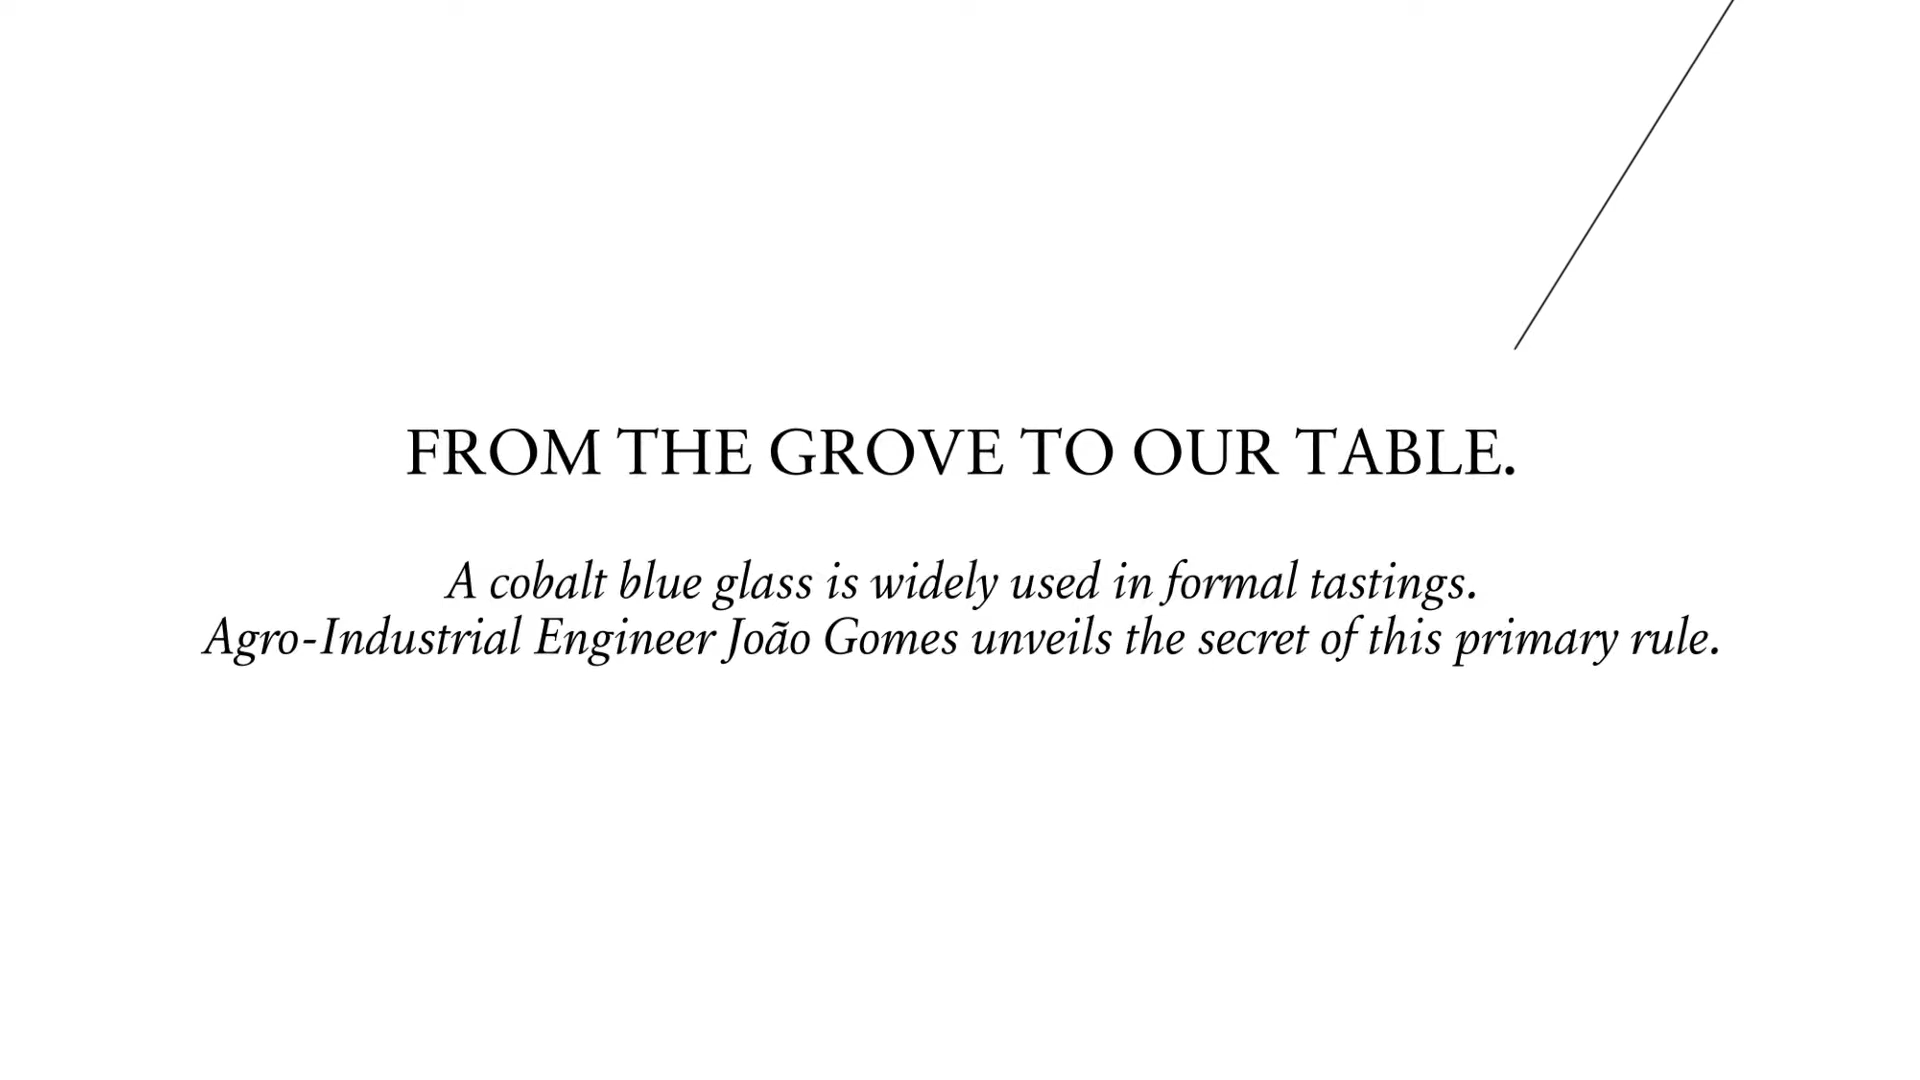 FROM THE GROVE TO OUR TABLE.
A cobalt blue glass is widely used in formal tastings.
Agro-Industrial Engineer João Gomes unveils the secret of this primary rule.